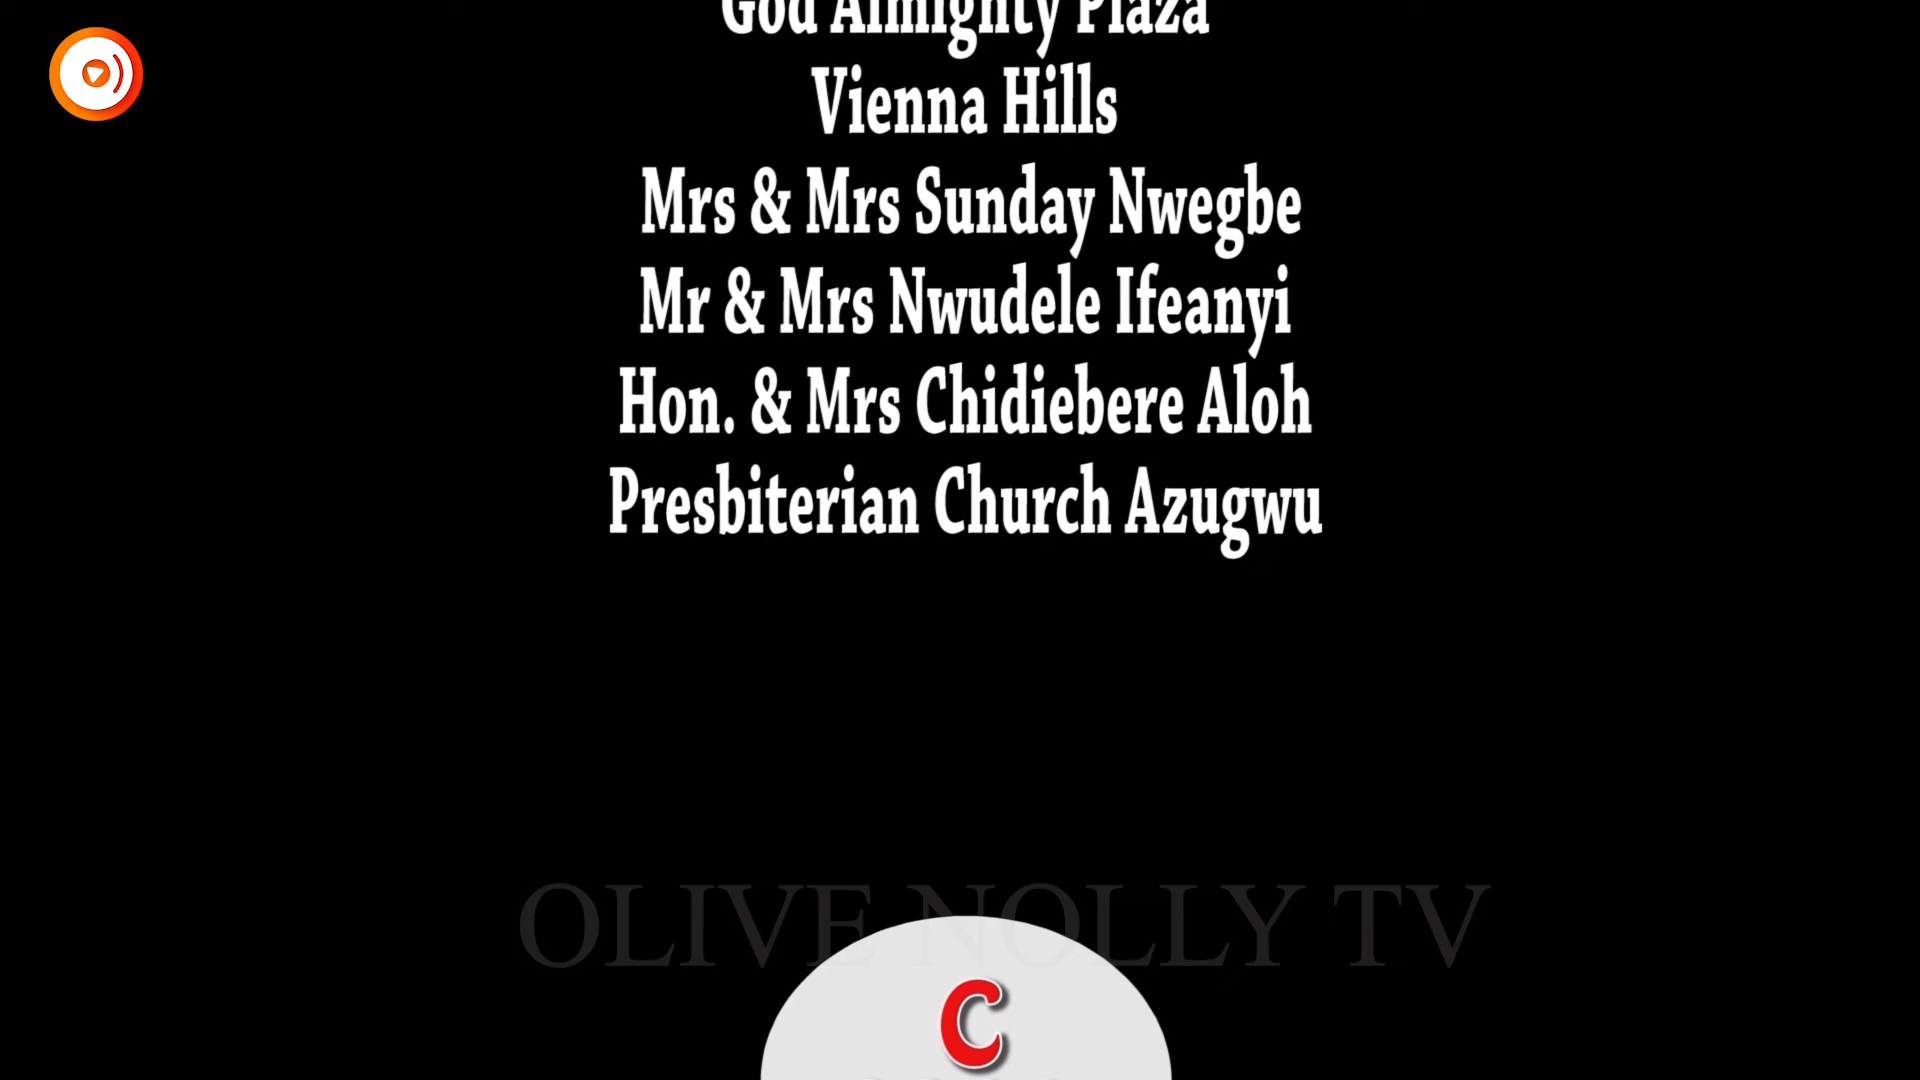 God Almighty Plaza
Vienna Hills
Mrs & Mrs Sunday Nwegbe
Mr & Mrs Nwudele Ifeanyi
Hon. & Mrs Chidiebere Aloh
Presbiterian Church Azugwu
OLIVE NOLLY TV
C